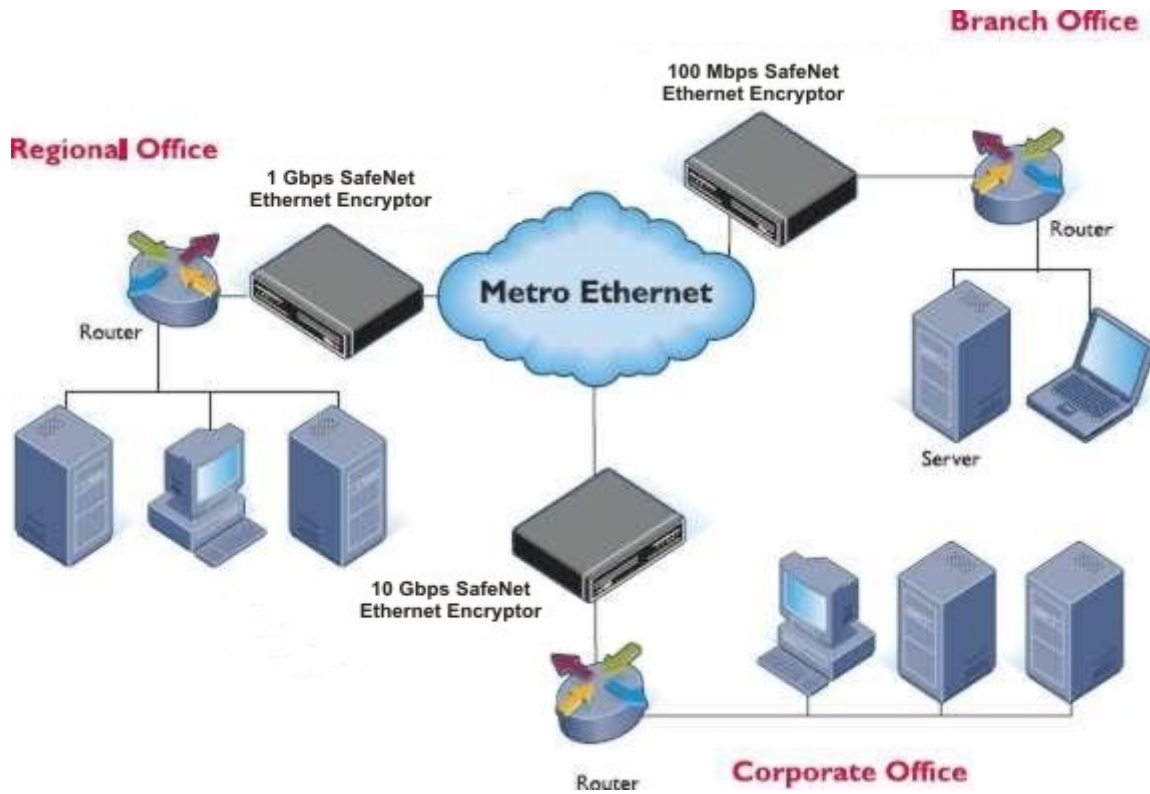 Branch Office
100 Mbps SafeNet
Ethernet Encryptor
Regional Office
1 Gbps SafeNet
Ethernet Encryptor
Router
Metro Ethernet
Router
Server
10 Gbps SafeNet
Ethernet Encryptor
Router
Corporate Office